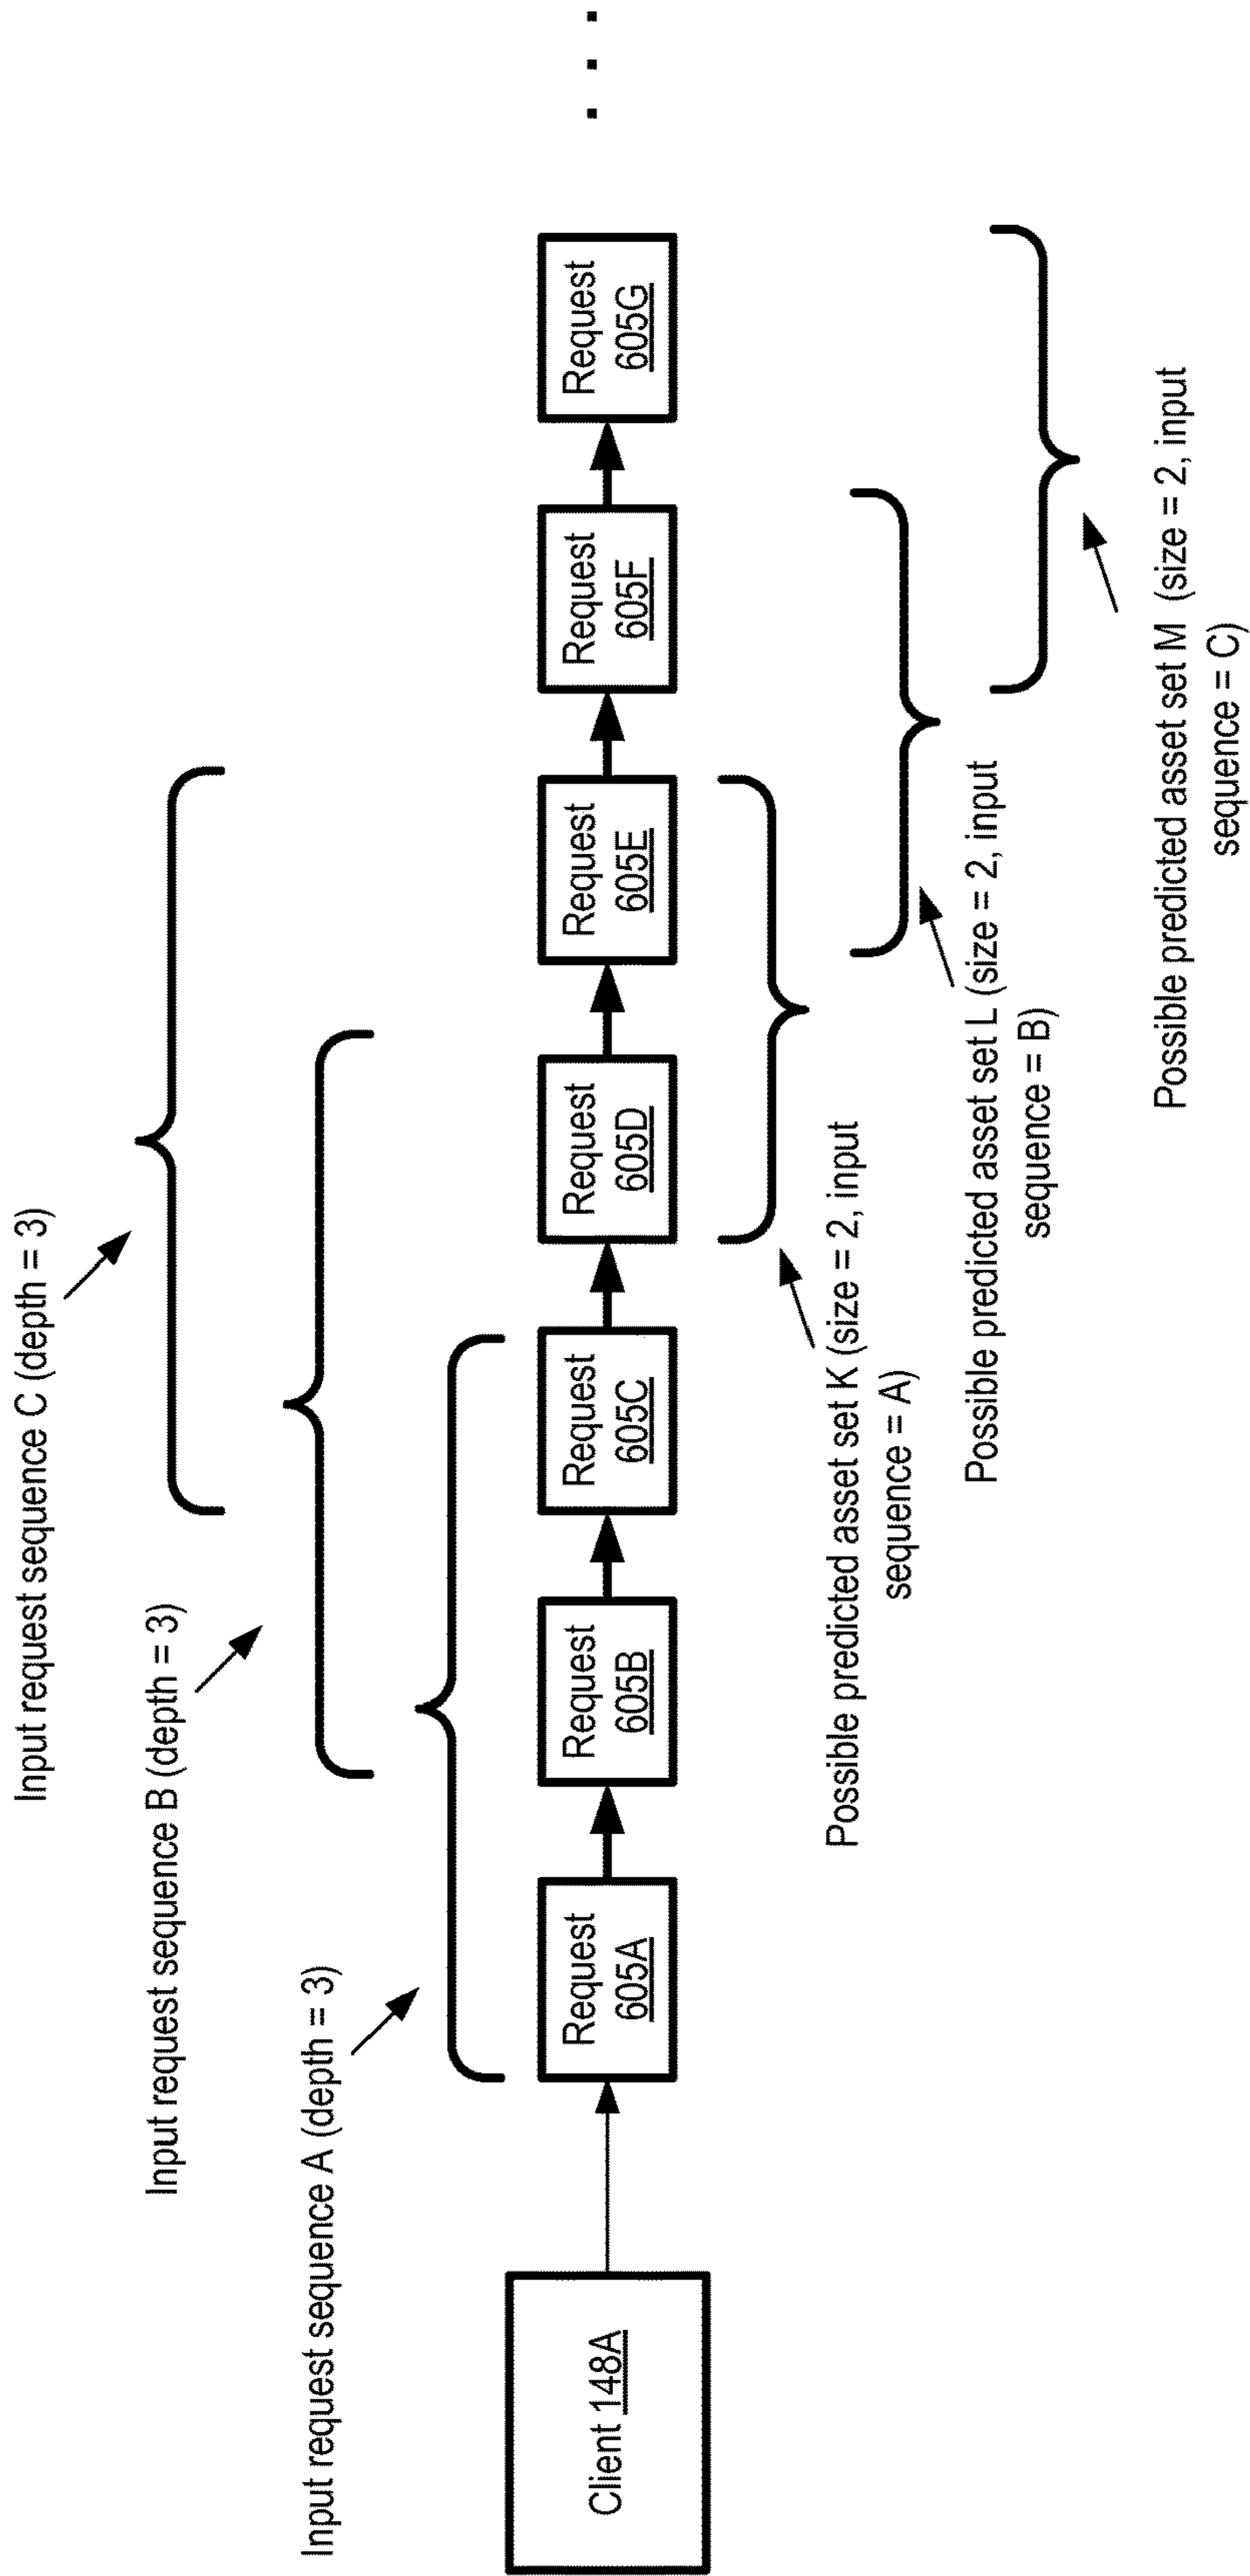 Input request sequence C (depth = 3)
Input request sequence B (depth = 3)
Input request sequence A (depth = 3)
Client 148A
Request
605A
Request
605B
Request
605C
Request
605D
Request
605E
Request
605F
Request
605G
. . .
Possible predicted asset set K (size = 2, input
sequence = A)
Possible predicted asset set L (size = 2, input
sequence = B)
Possible predicted asset set M (size = 2, input
sequence = C)